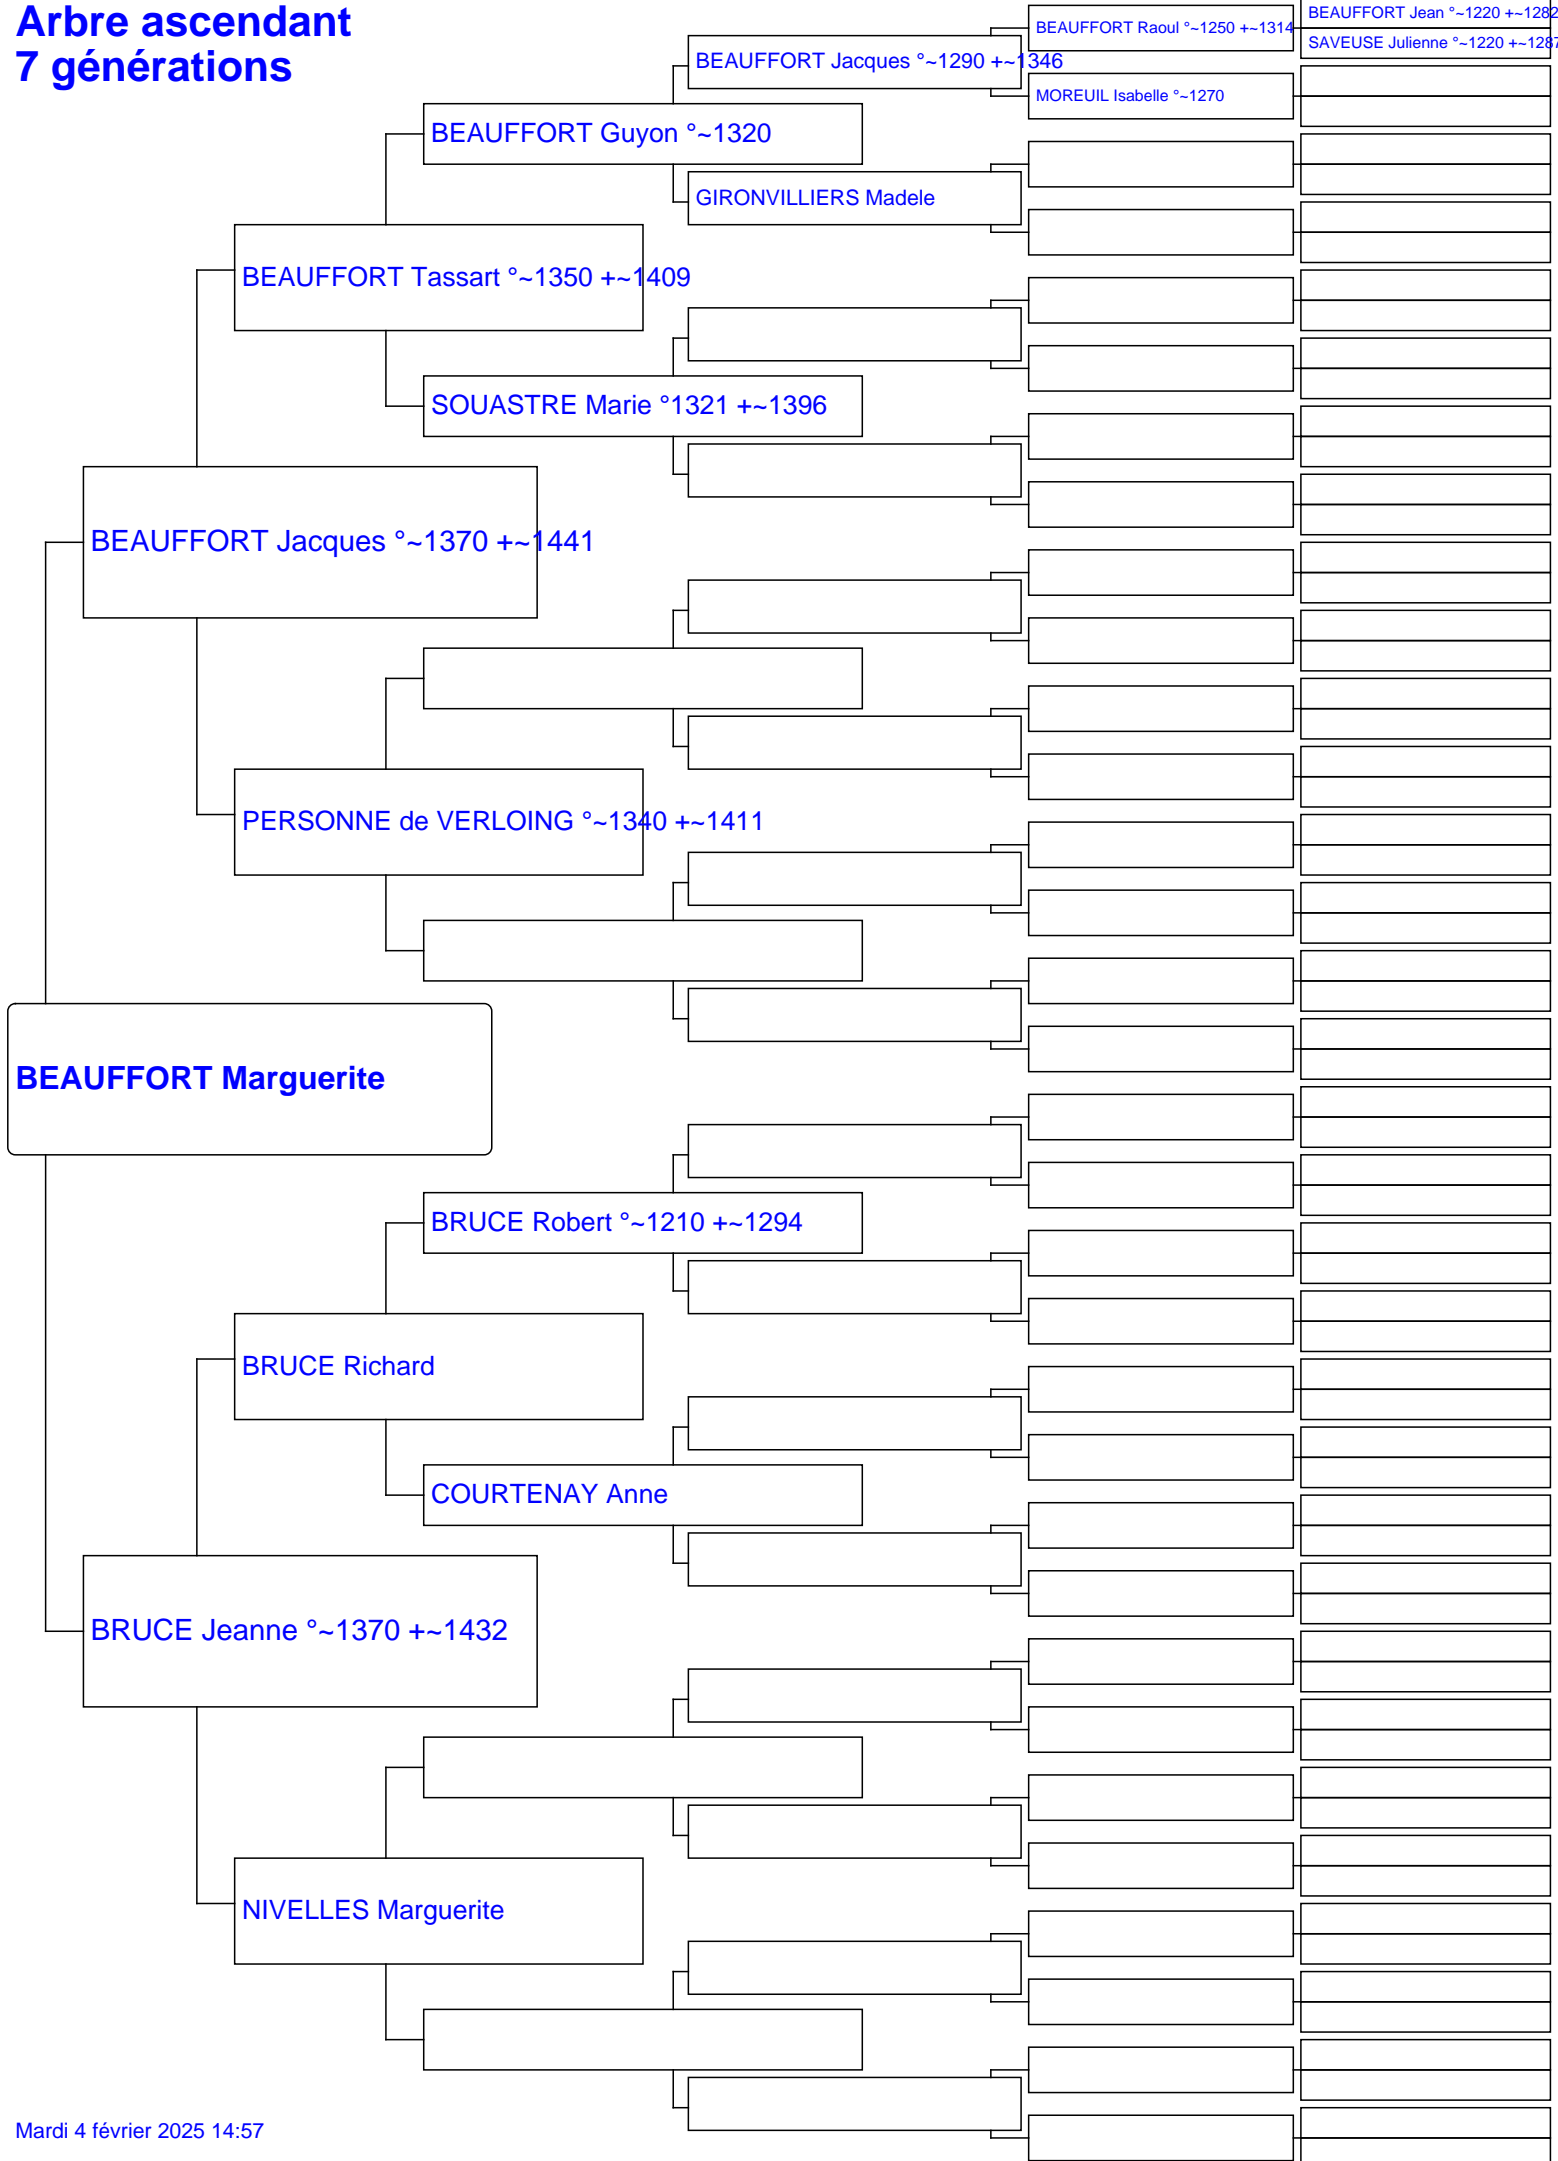 Arbre ascendant
7 générations
BEAUFFORT Jean °~1220 +~1282
BEAUFFORT Raoul °~1250 +~1314
SAVEUSE Julienne °~1220 +~1287
BEAUFFORT Jacques °~1290 +~1346
MOREUIL Isabelle °~1270
BEAUFFORT Guyon °~1320
GIRONVILLIERS Madele
BEAUFFORT Tassart °~1350 +~1409
SOUASTRE Marie °1321 +~1396
BEAUFFORT Jacques °~1370 +~1441
PERSONNE de VERLOING °~1340 +~1411
BEAUFFORT Marguerite
BRUCE Robert °~1210 +~1294
BRUCE Richard
COURTENAY Anne
BRUCE Jeanne °~1370 +~1432
NIVELLES Marguerite
Mardi 4 février 2025 14:57